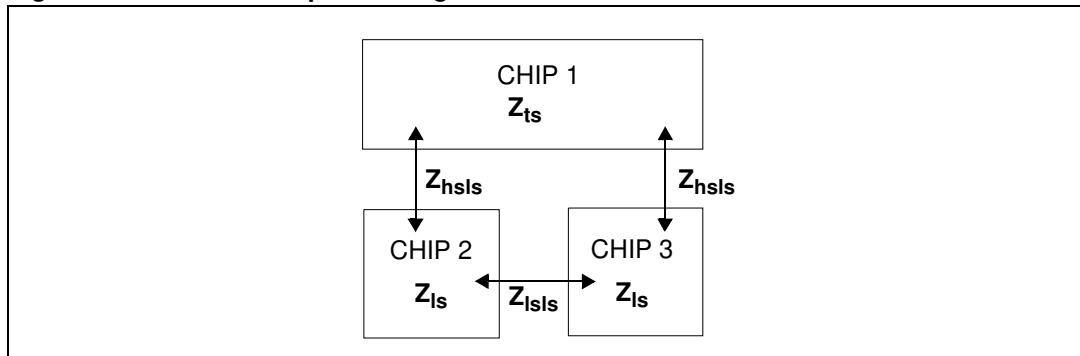 CHIP 1
Zts
Zhsls Zhsls
CHIP 2 CHIP 3
Zls Zlsls Zls